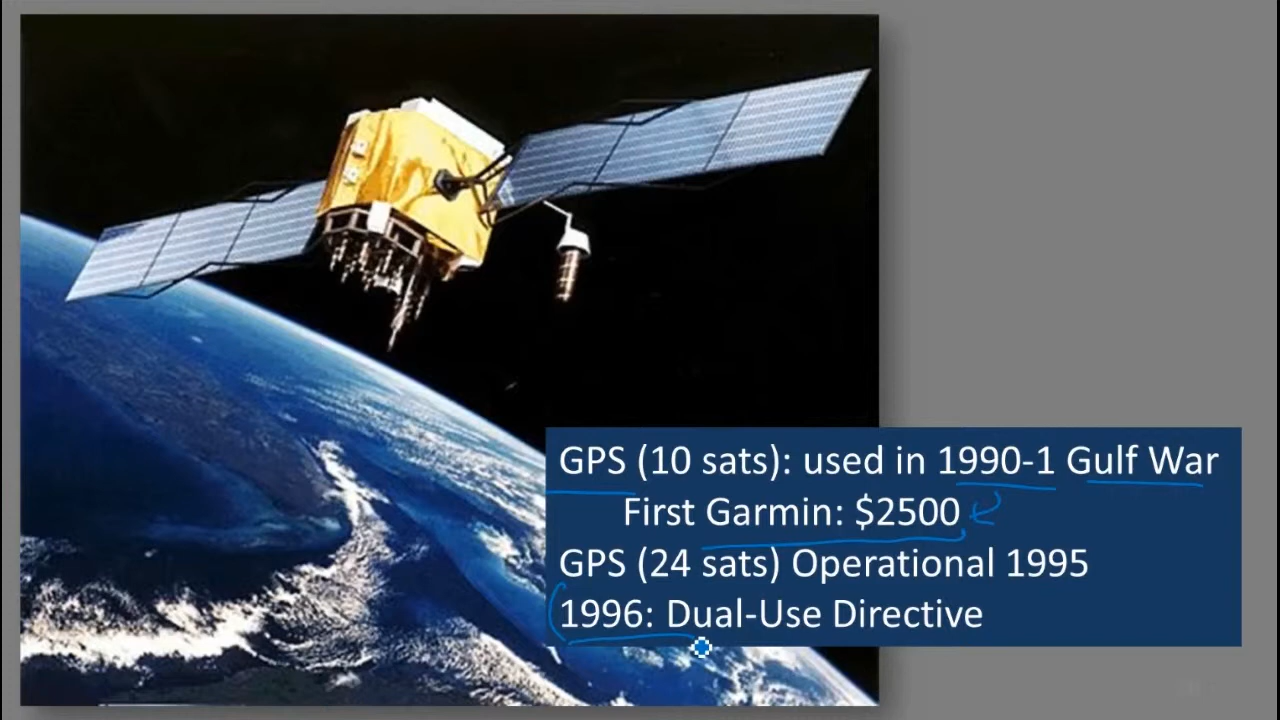 GPS (10 sats): used in 1990-1 Gulf War
First Garmin: $2500
GPS (24 sats) Operational 1995
1996: Dual-Use Directive